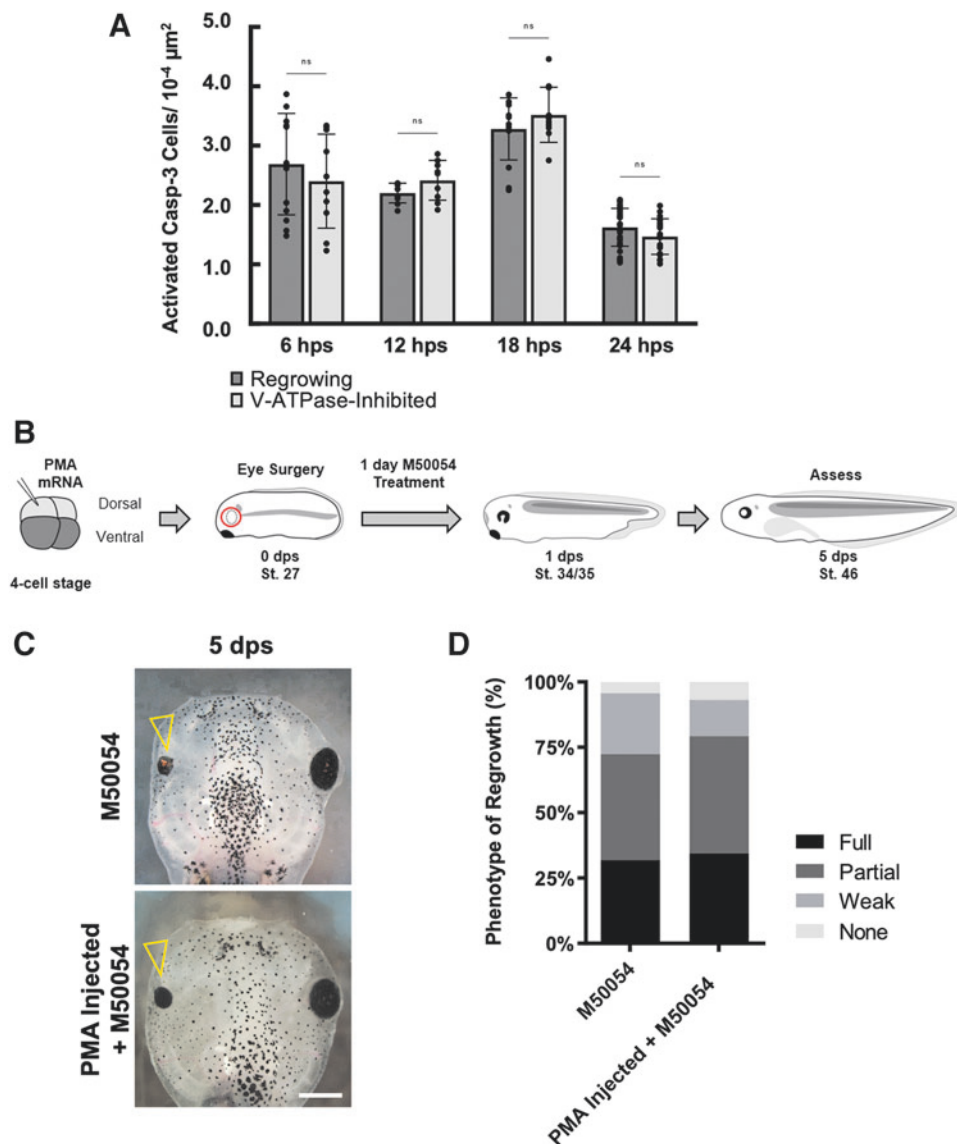 A
Activated Casp-3 Cells/ 10⁻⁴ µm²
5.0
4.0
3.0
2.0
1.0
0.0
ns
ns
ns
ns
6 hps
12 hps
18 hps
24 hps
Regrowing
V-ATPase-Inhibited
B
PMA
mRNA
Dorsal
Ventral
4-cell stage
Eye Surgery
0 dps
St. 27
1 day M50054
Treatment
1 dps
St. 34/35
Assess
5 dps
St. 46
C
5 dps
M50054
PMA Injected
+ M50054
D
Phenotype of Regrowth (%)
100%
75%
50%
25%
0%
M50054
PMA Injected + M50054
Full
Partial
Weak
None